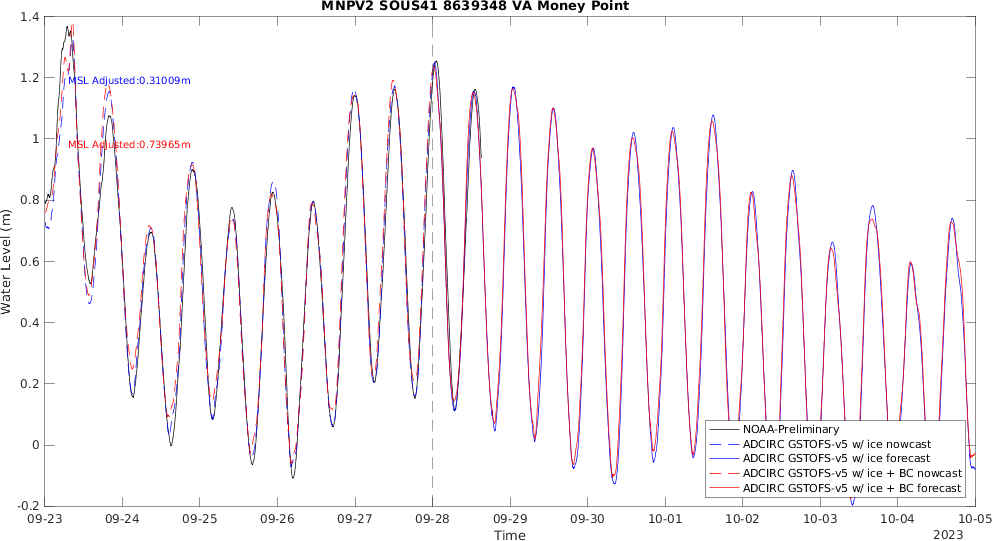 MNPV2 SOUS41 8639348 VA Money Point
1.4
1.2
1
0.8
0.6
0.4
0.2
0
-0.2
Water Level (m)
MSL Adjusted:0.31009m
MSL Adjusted:0.73965m
NOAA-Preliminary
ADCIRC GSTOFS-v5 w/ ice nowcast
ADCIRC GSTOFS-v5 w/ ice forecast
ADCIRC GSTOFS-v5 w/ ice + BC nowcast
ADCIRC GSTOFS-v5 w/ ice + BC forecast
09-23 09-24 09-25 09-26 09-27 09-28 09-29 09-30 10-01 10-02 10-03 10-04 10-05
Time
2023